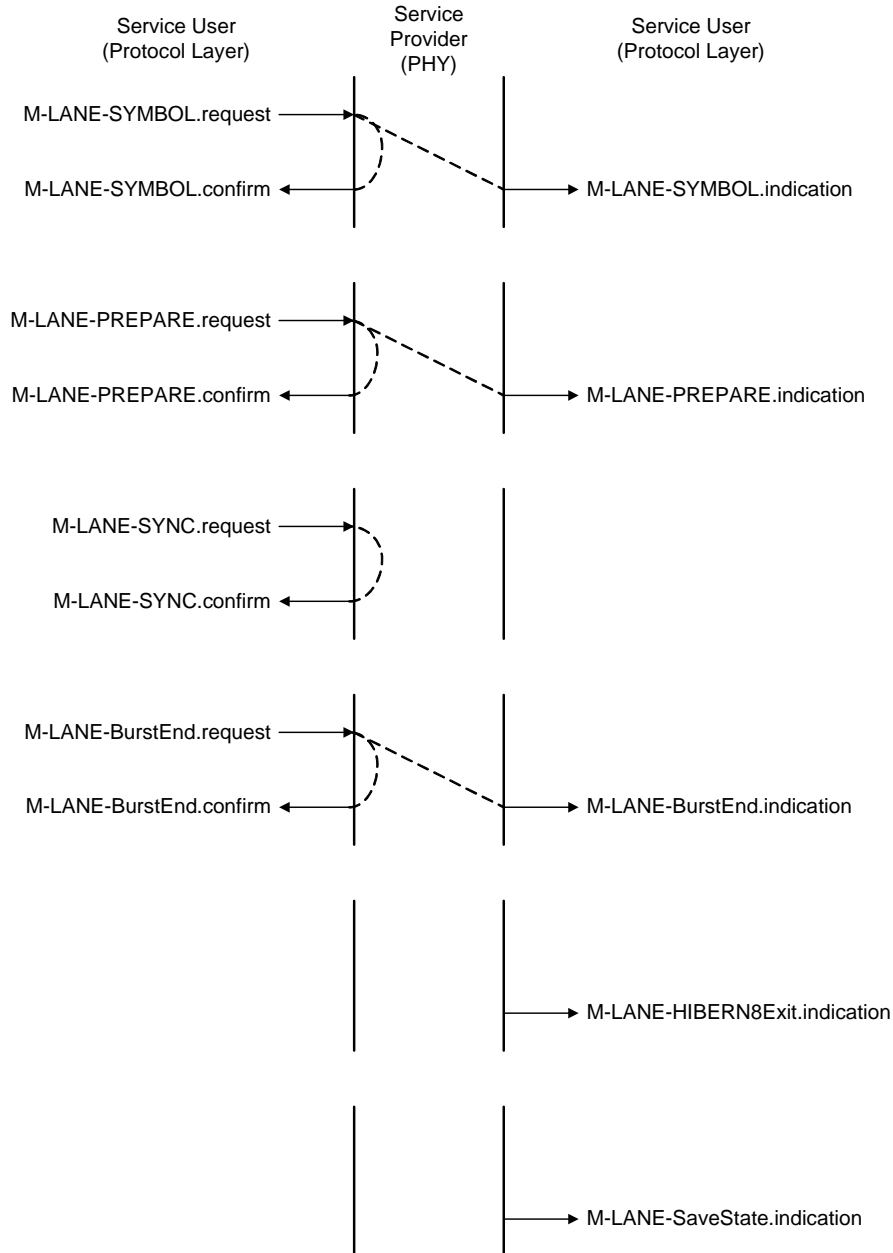 Service User
(Protocol Layer)
Service
Provider
(PHY)
Service User
(Protocol Layer)
M-LANE-SYMBOL.request
M-LANE-SYMBOL.confirm
M-LANE-SYMBOL.indication
M-LANE-PREPARE.request
M-LANE-PREPARE.confirm
M-LANE-PREPARE.indication
M-LANE-SYNC.request
M-LANE-SYNC.confirm
M-LANE-BurstEnd.request
M-LANE-BurstEnd.confirm
M-LANE-BurstEnd.indication
M-LANE-HIBERN8Exit.indication
M-LANE-SaveState.indication